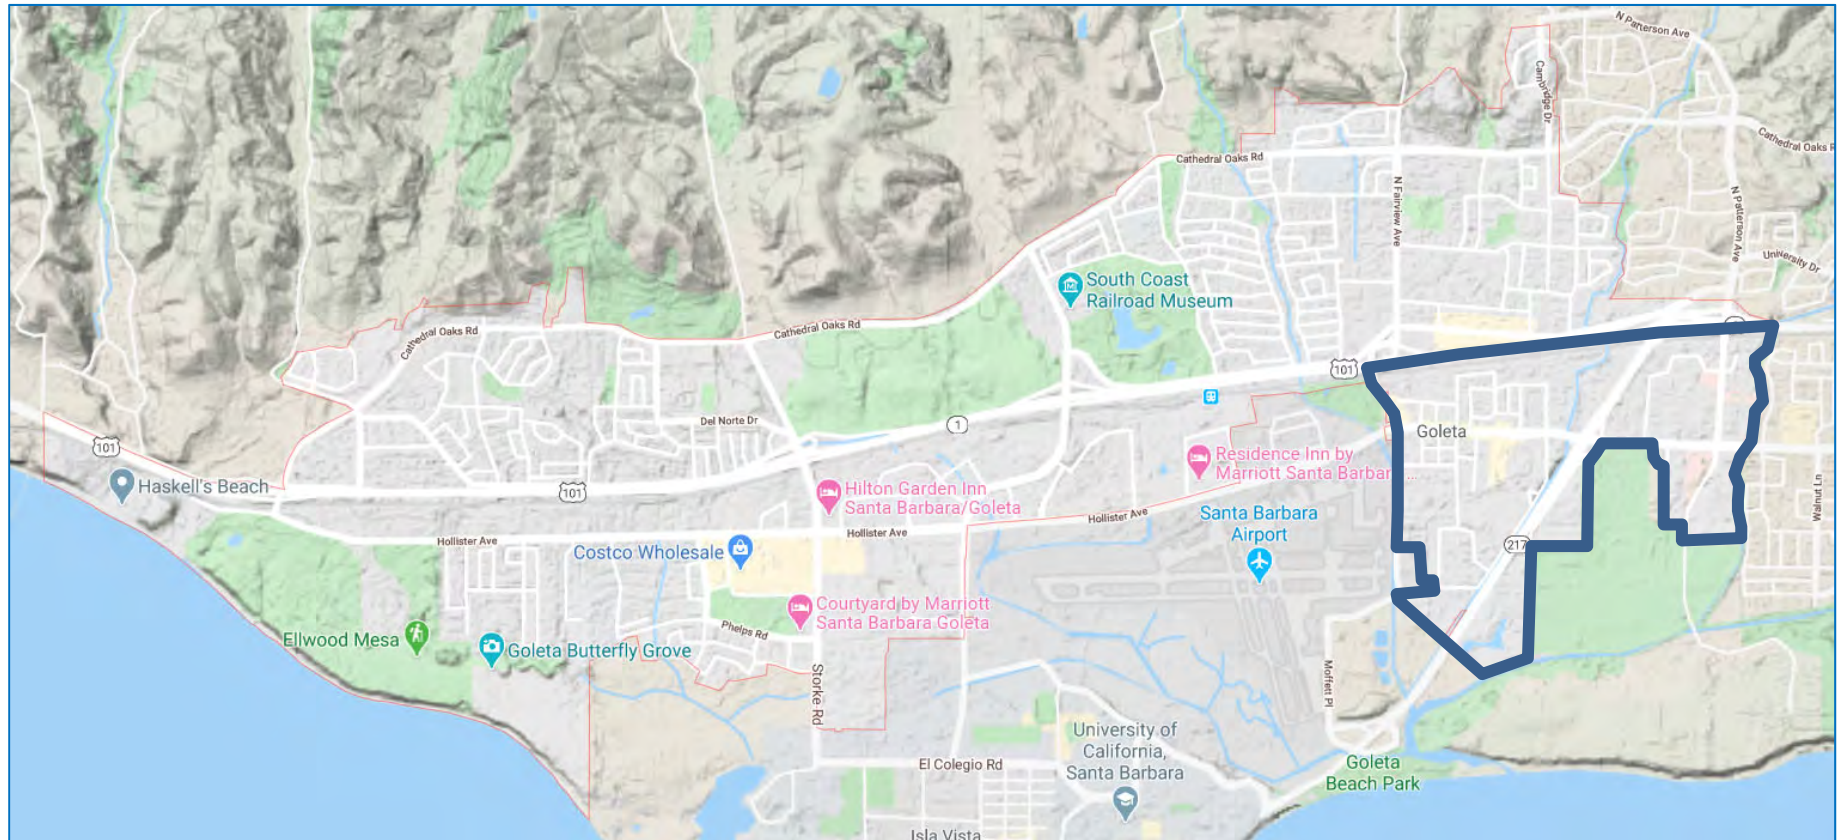 N Patterson Ave
Cambridge Dr
Cathedral Oaks R
Cathedral Oaks Rd
N Fairview Ave
N Patterson Ave
University Dr
South Coast
Railroad Museum
Cathedral Oaks Rd
Cathedral Oaks Rd
101
Del Norte Dr
1
Goleta
101
Residence Inn by
Marriott Santa Barbar ...
Haskell's Beach
101
Hilton Garden Inn
Santa Barbara/Goleta
Walnut Ln
Santa Barbara
Airport
Hollister Ave
Hollister Ave
Hollister Ave
217
Costco Wholesale
Courtyard by Marriott
Santa Barbara Goleta
Phelps Rd
Ellwood Mesa
Goleta Butterfly Grove
Storke Rd
Moffett Pl
University of
California,
Santa Barbara
El Colegio Rd
Goleta
Beach Park
Isla Vista